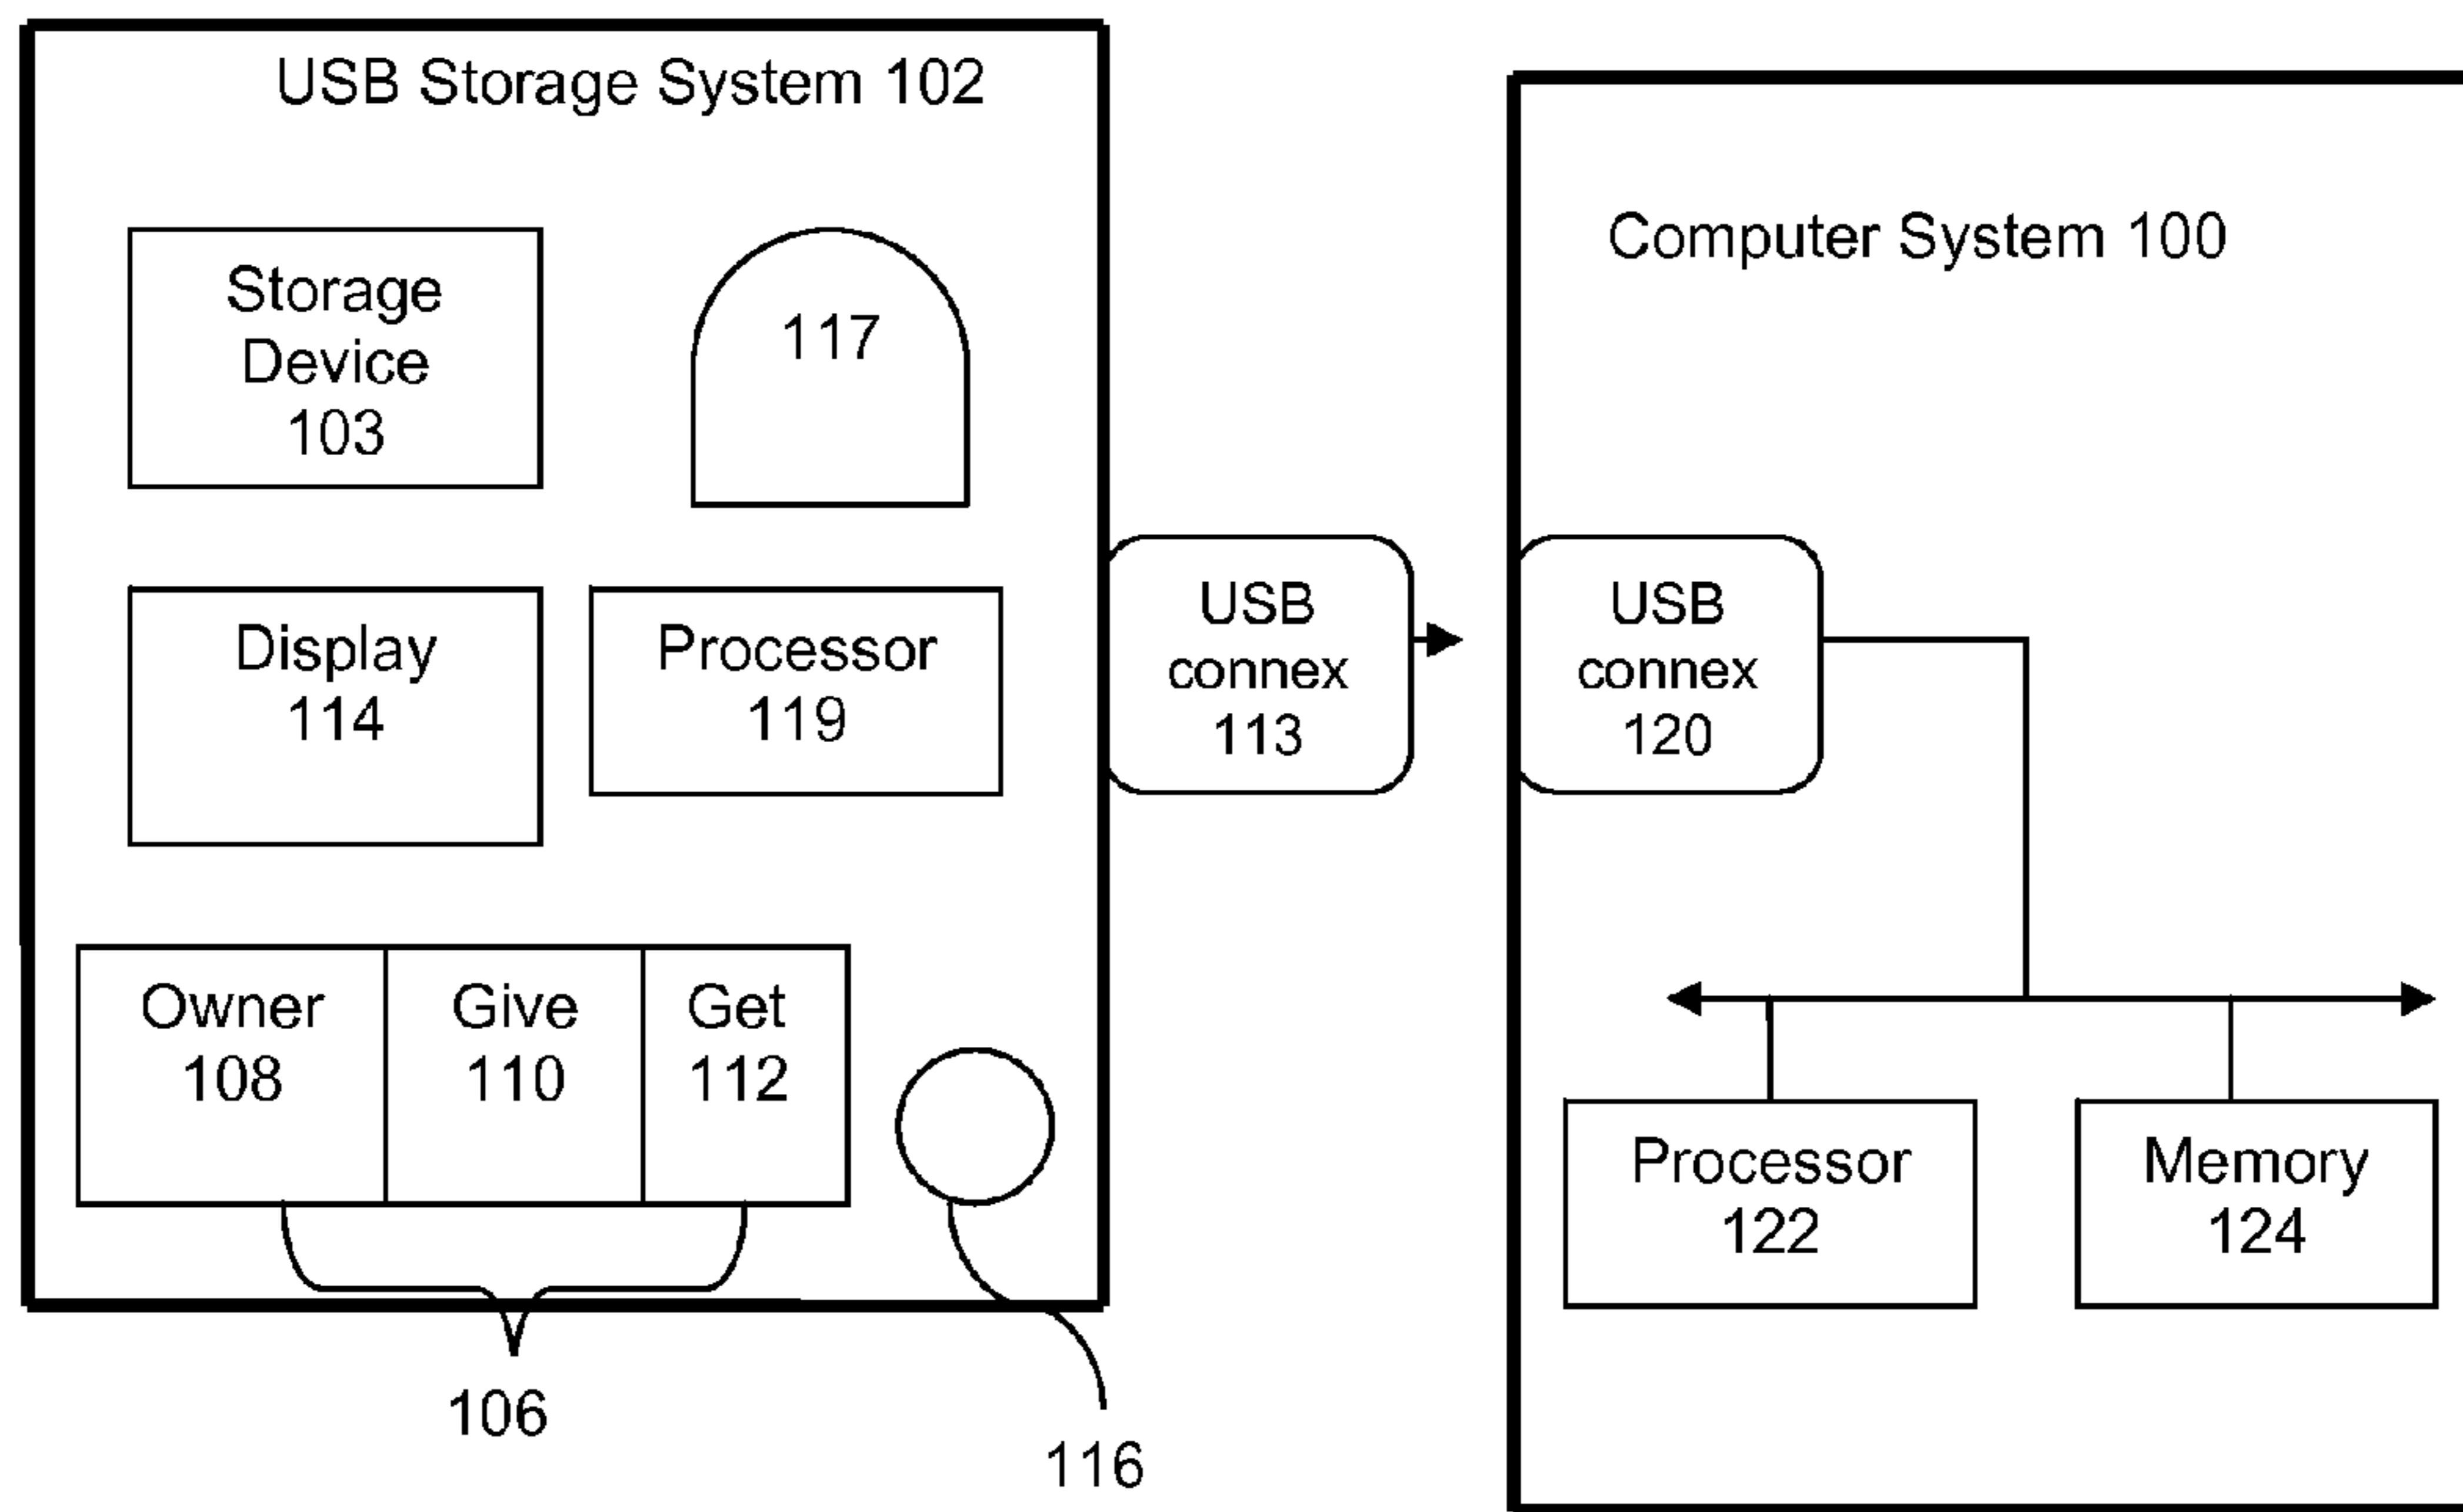 USB Storage System 102
Storage
Device
103
117
Display
114
Processor
119
Owner
108
Give
110
Get
112
106
116
USB
connex
113
Computer System 100
USB
connex
120
Processor
122
Memory
124